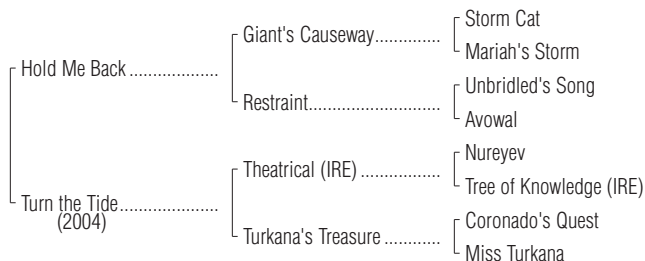 Storm Cat
Giant's Causeway..............
Mariah's Storm
Hold Me Back ...................
Unbridled's Song
Restraint............................
Avowal
Nureyev
Theatrical (IRE) .................
Tree of Knowledge (IRE)
Turn the Tide.....................
(2004)
Coronado's Quest
Turkana's Treasure ............
Miss Turkana